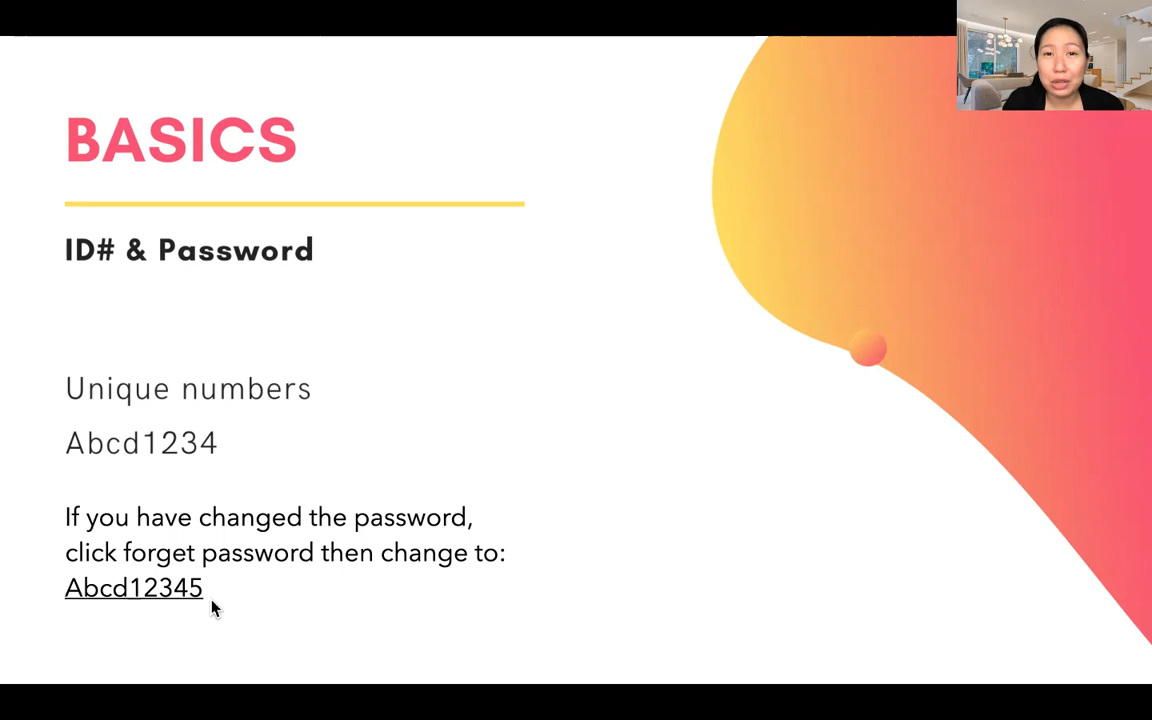 BASICS
ID# & Password
Unique numbers
Abcd1234
If you have changed the password,
click forget password then change to:
Abcd12345